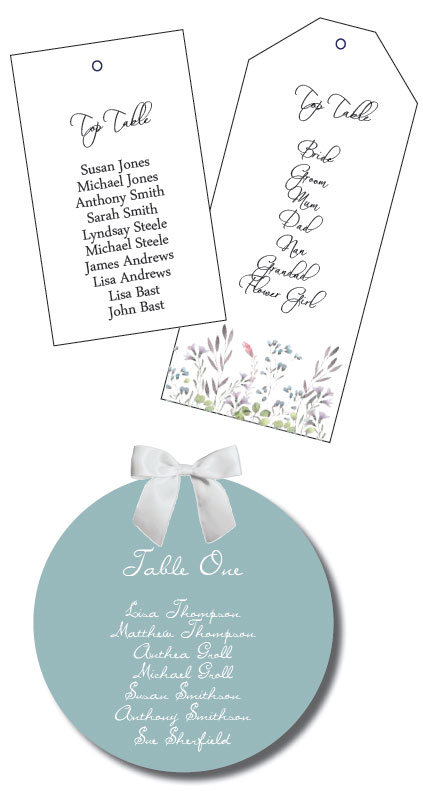 Top Table
Susan Jones
Michael Jones
Anthony Smith
Sarah Smith
Lyndsay Steele
Michael Steele
James Andrews
Lisa Andrews
Lisa Bast
John Bast
Top Table
Bride
Groom
Mum
Dad
Nan
Grandad
Flower Girl
Table One
Lisa Thompson
Matthew Thompson
Anthea Groll
Michael Groll
Susan Smithson
Anthony Smithson
Sue Sherfield